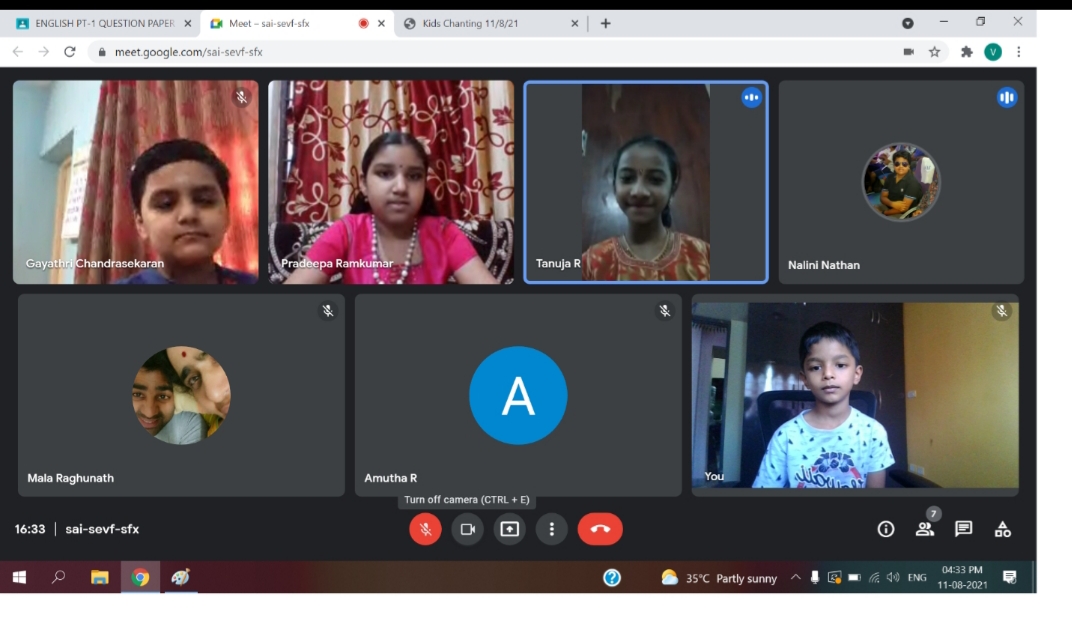 ENGLISH PT-1 QUESTION PAPER
Meet – sai-sevf-sfx
Kids Chanting 11/8/21
meet.google.com/sai-sevf-sfx
V
Gayathri Chandrasekaran
Pradeepa Ramkumar
Tanuja R
Nalini Nathan
Mala Raghunath
A
Amutha R
You
Turn off camera (CTRL + E)
16:33 | sai-sevf-sfx
7
35°C Partly sunny
ENG
04:33 PM
11-08-2021